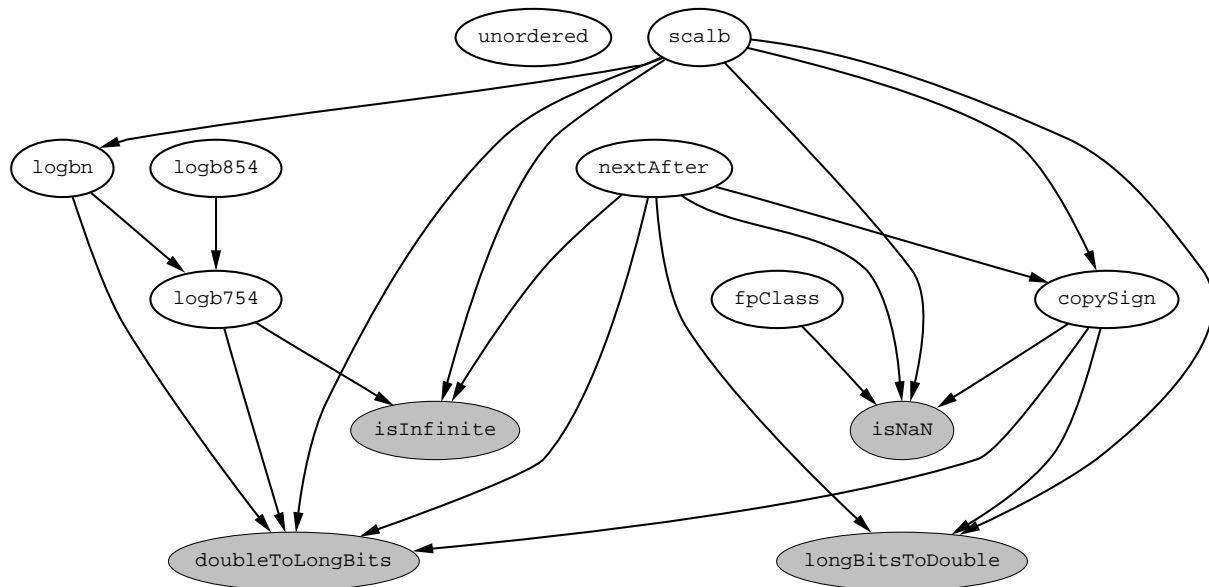 unordered
scalb
logbn
logb854
nextAfter
logb754
fpClass
copySign
isInfinite
isNaN
doubleToLongBits
longBitsToDouble